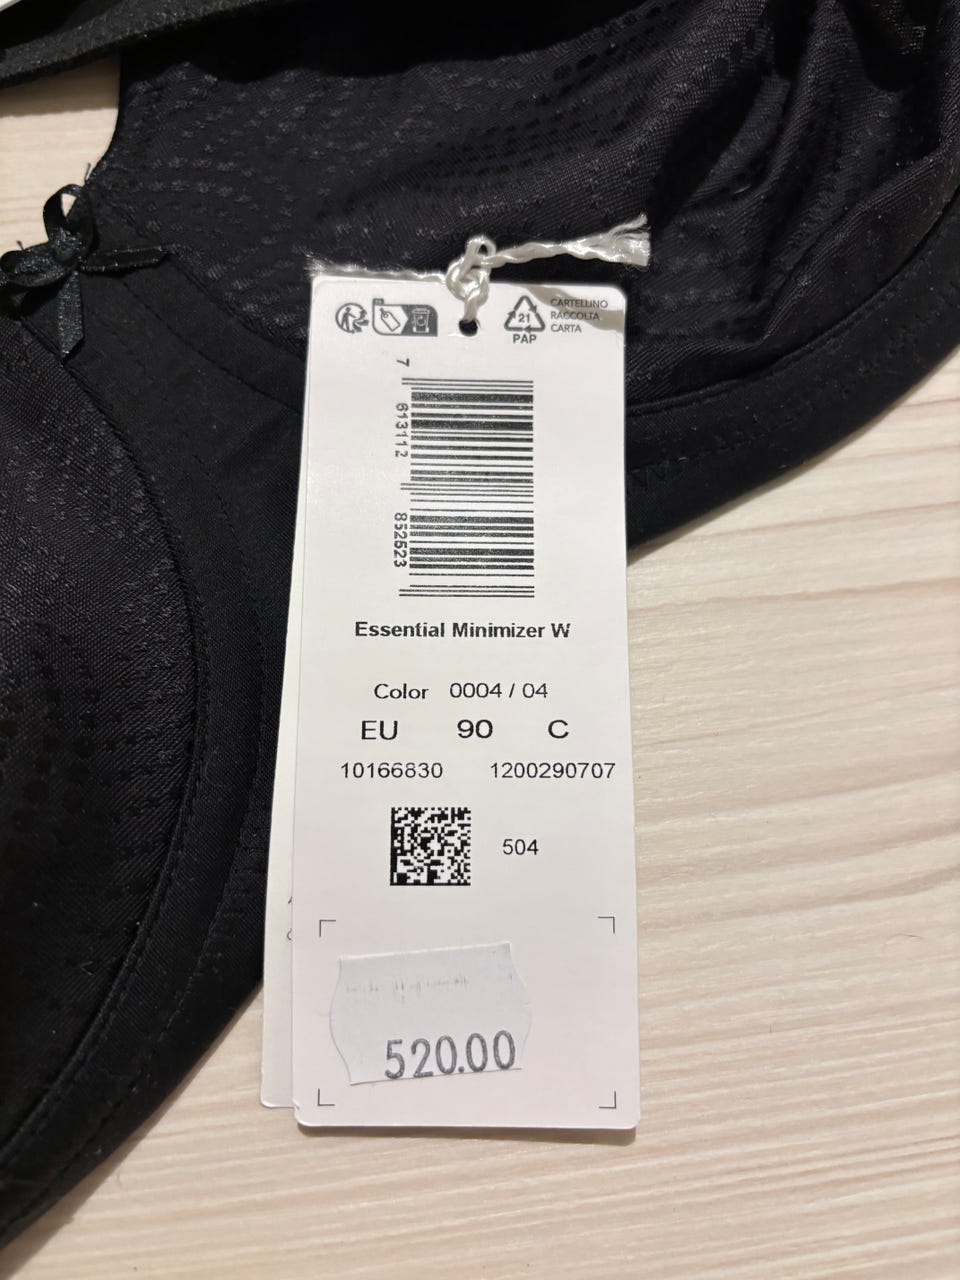 21
PAP
CARTELLINO
RACCOLTA
CARTA
7
613112
852523
Essential Minimizer W
Color 0004 / 04
EU 90 C
10166830 1200290707
504
520.00